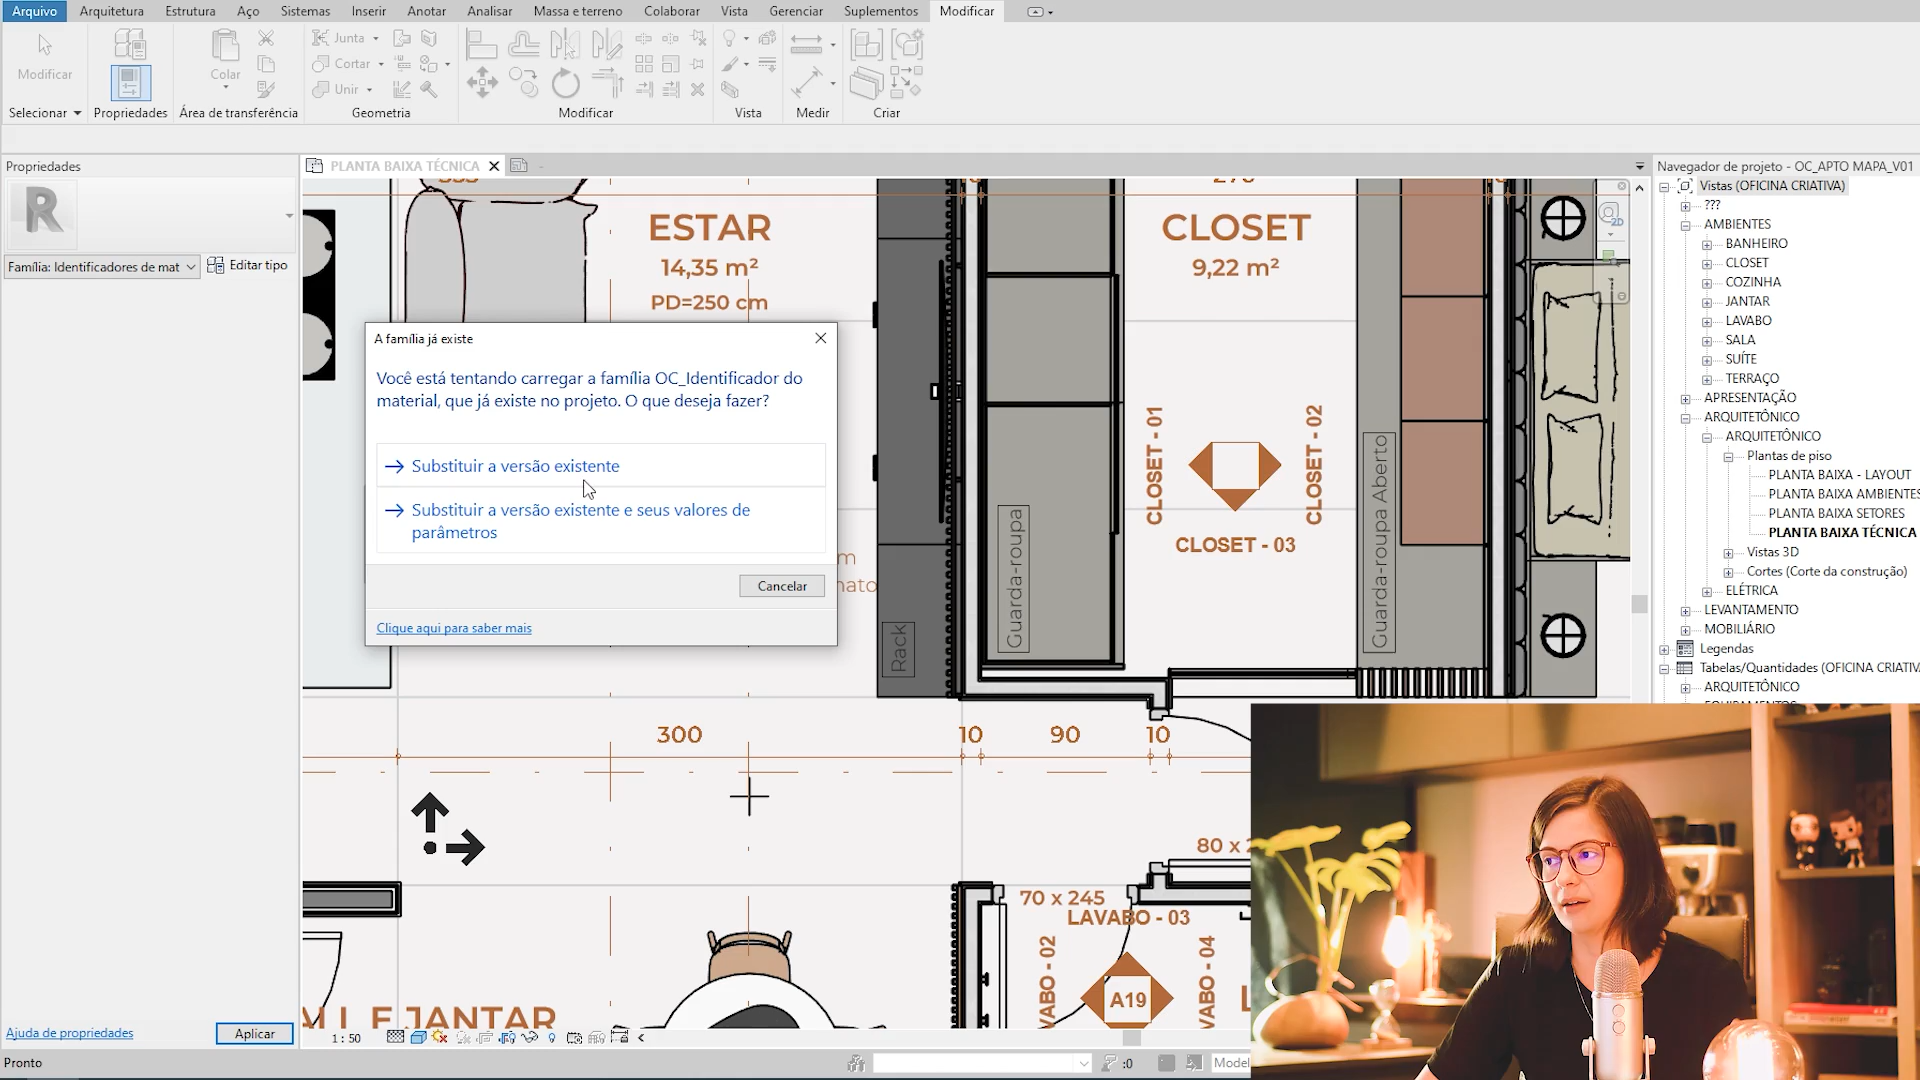 Arquivo Arquitetura Estrutura Aço Sistemas Inserir Anotar Analisar Massa e terreno Colaborar Vista Gerenciar Suplementos Modificar
Junta
Cortar
Unir
Modificar
Colar
Selecionar Propriedades Área de transferência Geometria Modificar Vista Medir Criar
Propriedades
R
Família: Identificadores de mat
Editar tipo
PLANTA BAIXA TÉCNICA
Navegador de projeto - OC_APTO MAPA_V01
Vistas (OFICINA CRIATIVA)
???
AMBIENTES
BANHEIRO
CLOSET
COZINHA
JANTAR
LAVABO
SALA
SUÍTE
TERRAÇO
APRESENTAÇÃO
ARQUITETÔNICO
ARQUITETÔNICO
Plantas de piso
PLANTA BAIXA - LAYOUT
PLANTA BAIXA AMBIENTES
PLANTA BAIXA SETORES
PLANTA BAIXA TÉCNICA
Vistas 3D
Cortes (Corte da construção)
ELÉTRICA
LEVANTAMENTO
MOBILIÁRIO
Legendas
Tabelas/Quantidades (OFICINA CRIATIV
ARQUITETÔNICO
2D
ESTAR
14,35 m²
PD=250 cm
CLOSET
9,22 m²
CLOSET - 01
CLOSET - 02
CLOSET - 03
Guarda-roupa
Guarda-roupa Aberto
Rack
A família já existe
Você está tentando carregar a família OC_Identificador do
material, que já existe no projeto. O que deseja fazer?
Substituir a versão existente
Substituir a versão existente e seus valores de
parâmetros
Cancelar
Clique aqui para saber mais
300
10
90
10
70 x 245
LAVABO - 03
80 x
A19
Ajuda de propriedades
Aplicar
1 : 50
Pronto
:0
Model